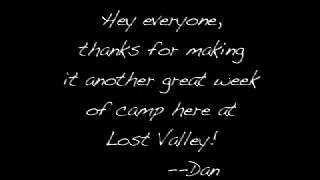 Hey everyone,
thanks for making
it another great week
of camp here at
Lost Valley!
--Dan